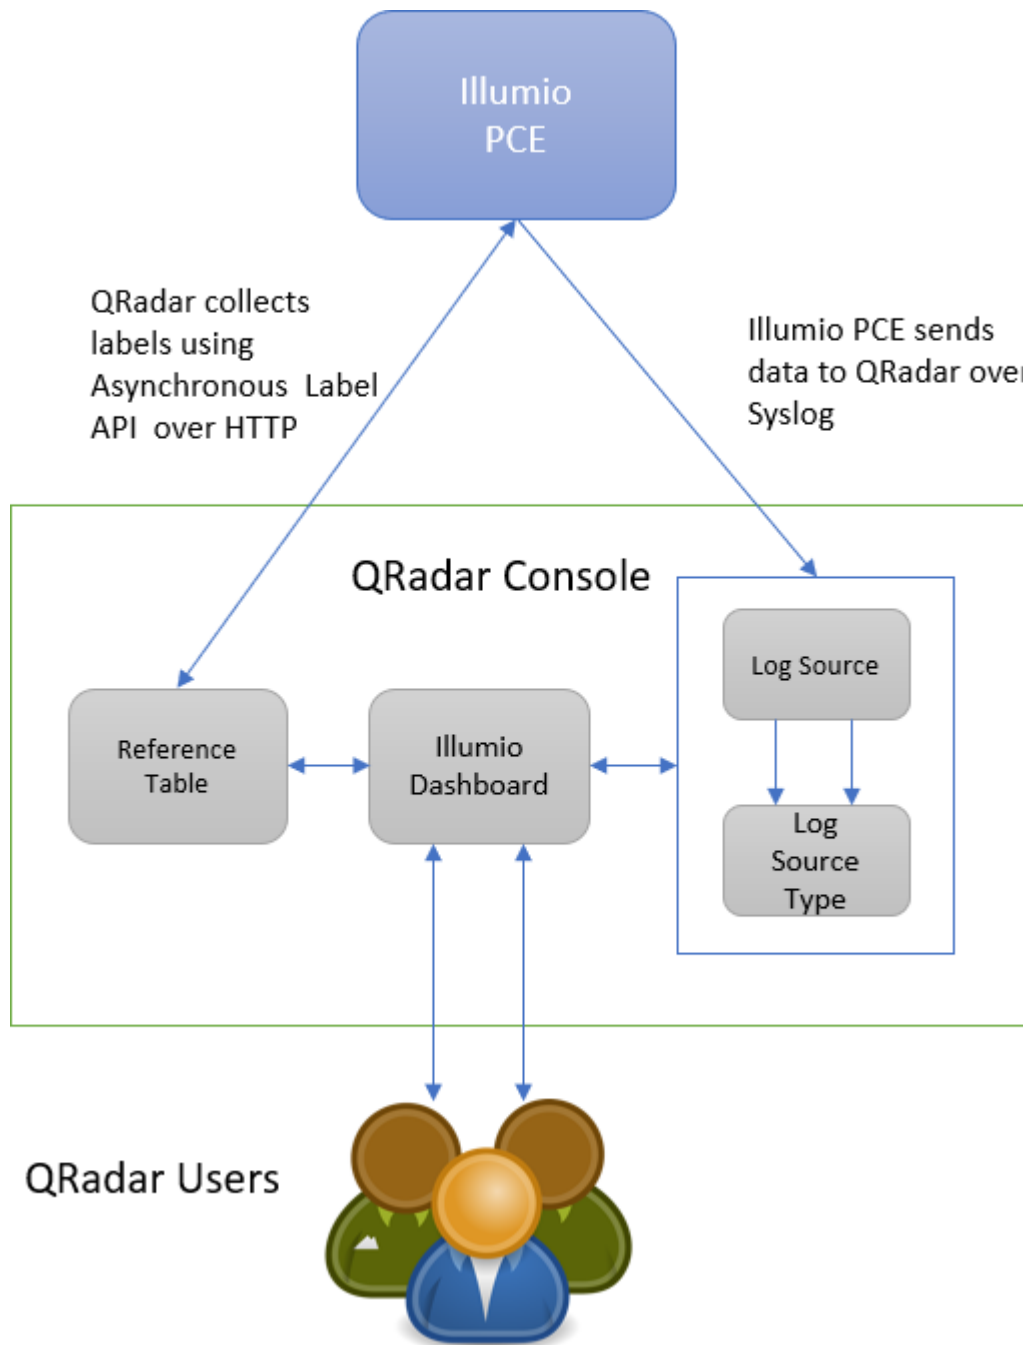 Illumio
PCE
QRadar collects
labels using
Asynchronous Label
API over HTTP
Illumio PCE sends
data to QRadar over
Syslog
QRadar Console
Log Source
Reference
Table
Illumio
Dashboard
Log
Source
Type
QRadar Users